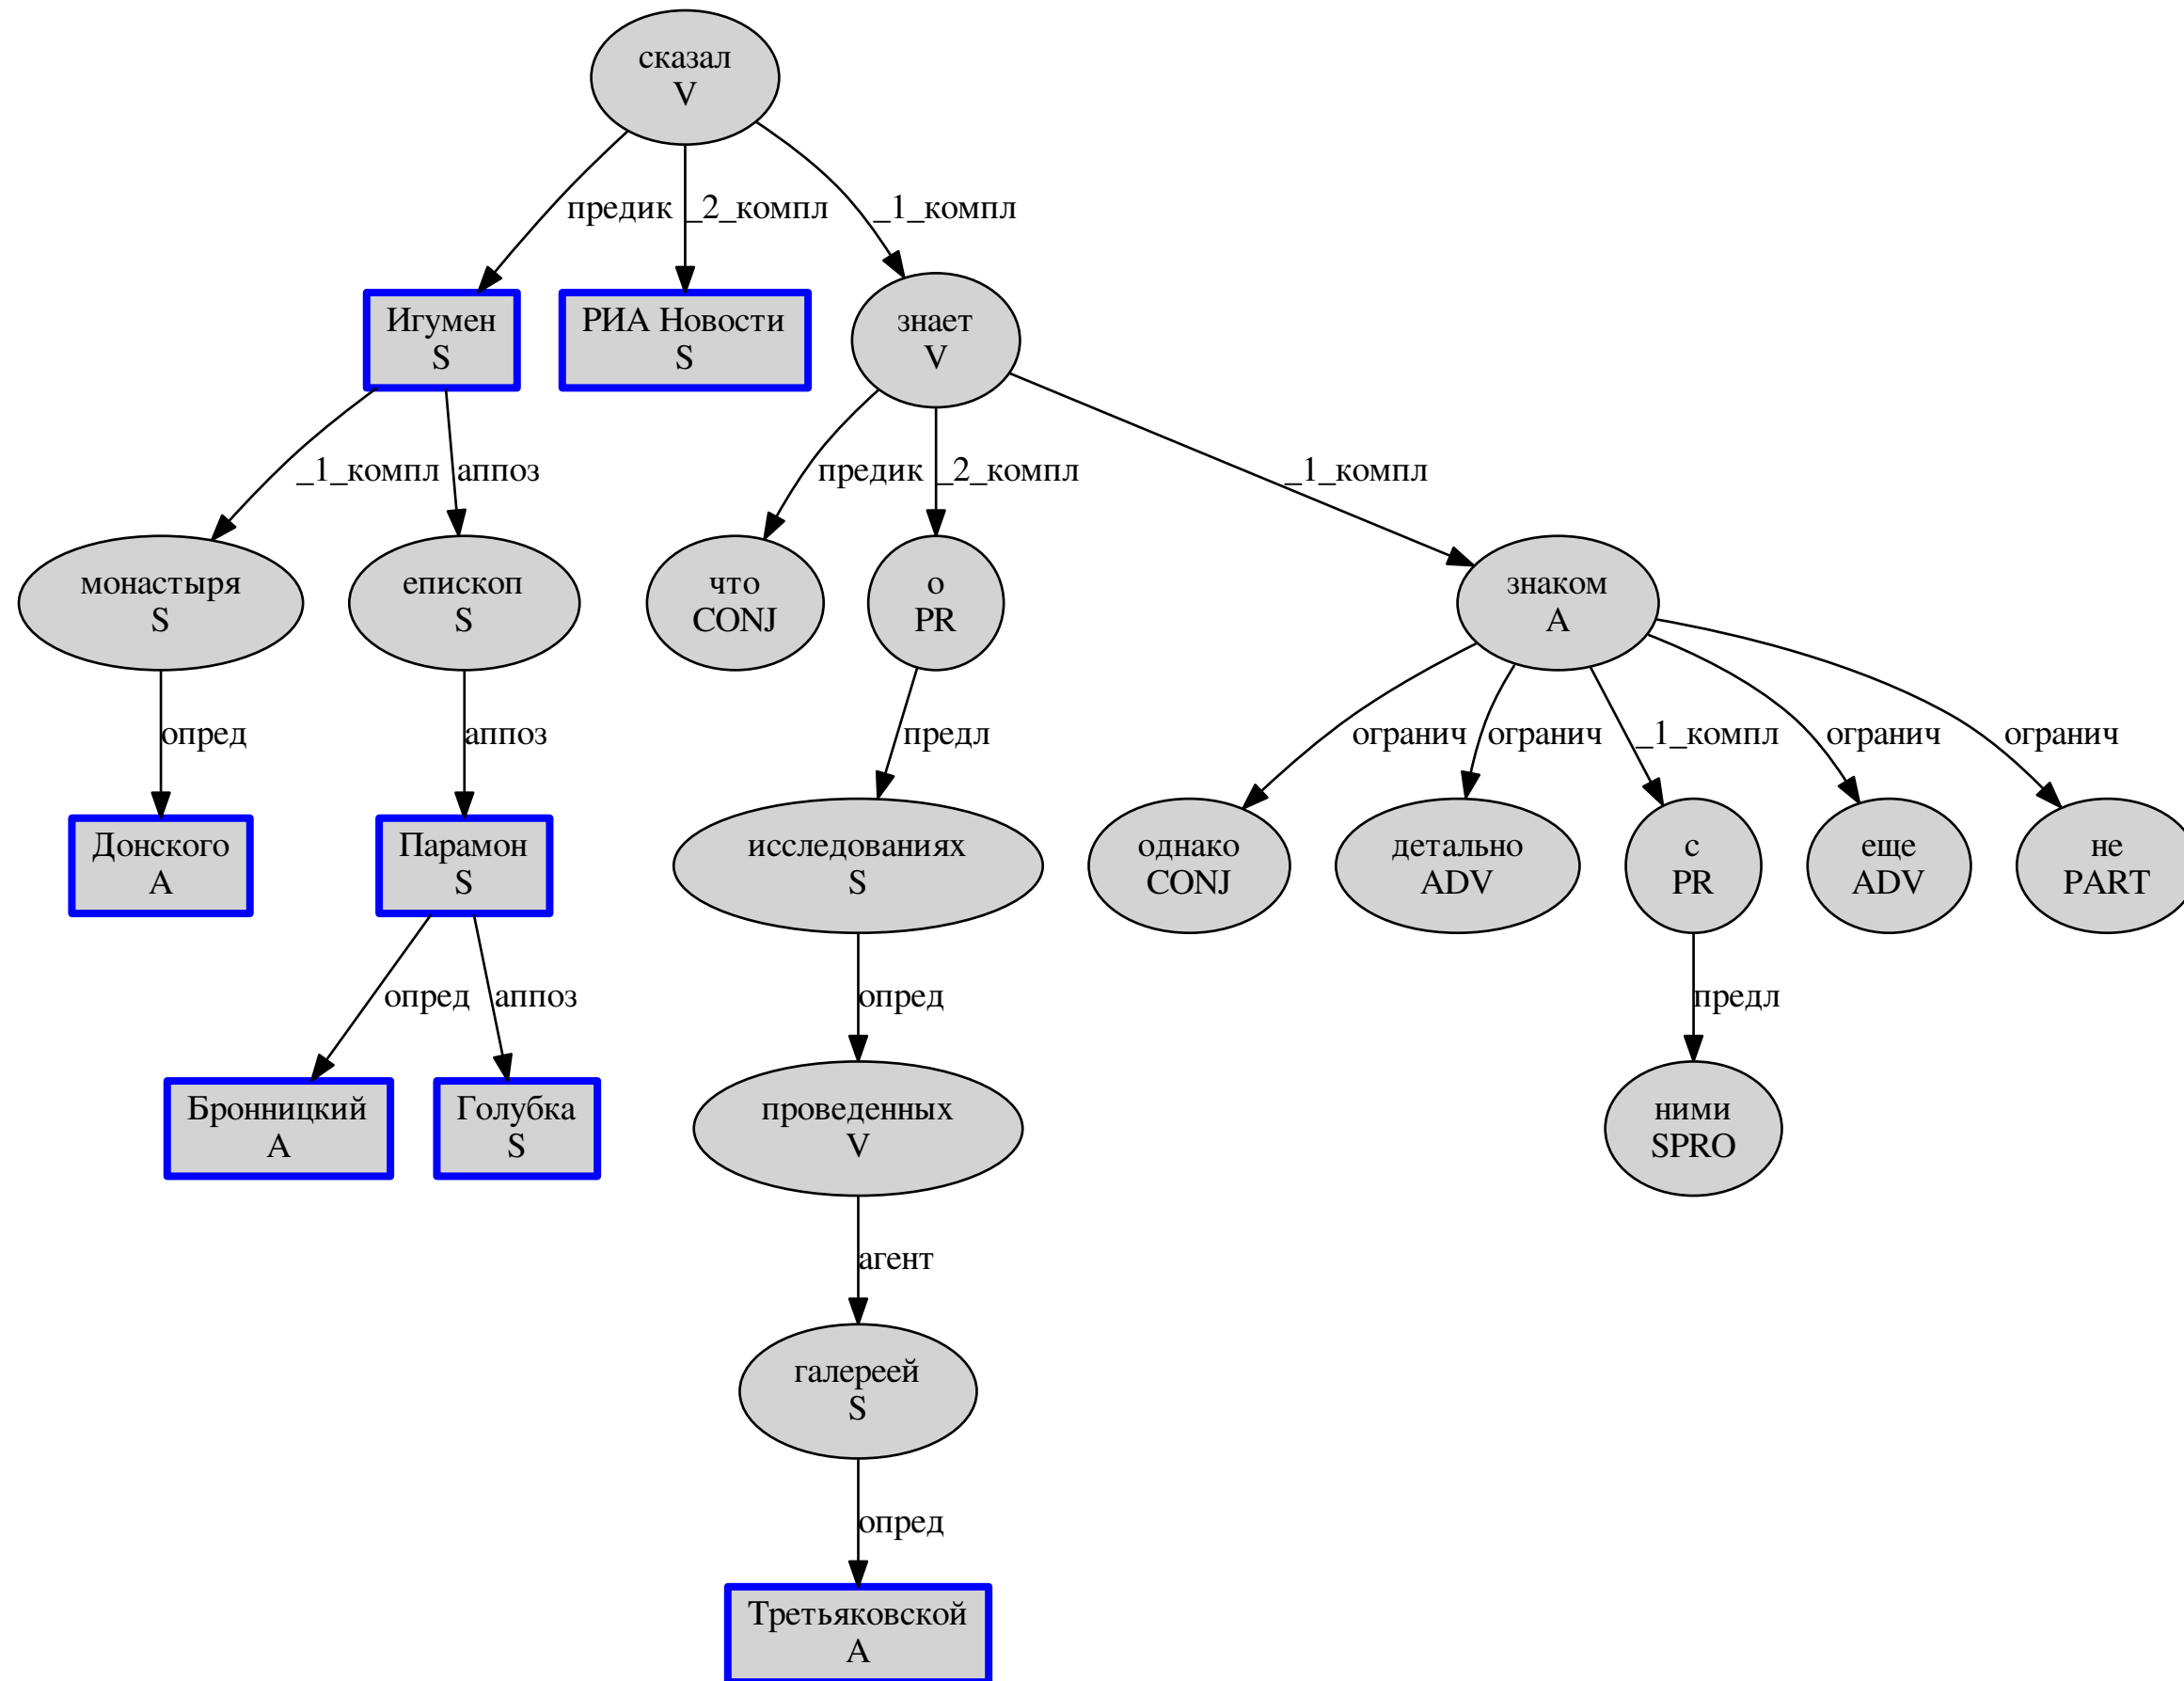 сказал
V
предик
_2_компл
_1_компл
Игумен
S
РИА Новости
S
знает
V
_1_компл
аппоз
предик
_2_компл
_1_компл
монастыря
S
епископ
S
что
CONJ
о
PR
знаком
A
опред
аппоз
предл
огранич
огранич
_1_компл
огранич
огранич
Донского
A
Парамон
S
исследованиях
S
однако
CONJ
детально
ADV
с
PR
еще
ADV
не
PART
опред
аппоз
опред
предл
Бронницкий
A
Голубка
S
проведенных
V
ними
SPRO
агент
галереей
S
опред
Третьяковской
A